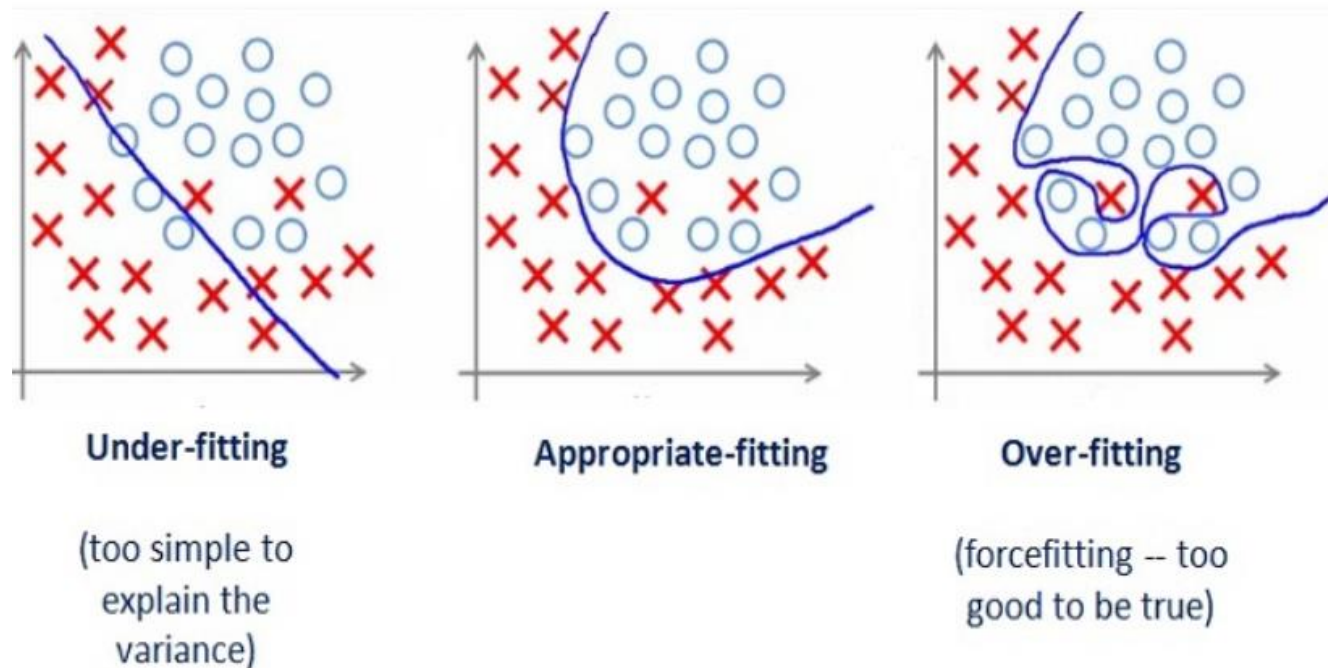 Under-fitting
Appropriate-fitting
Over-fitting
(too simple to
explain the
variance)
(forcefitting -- too
good to be true)